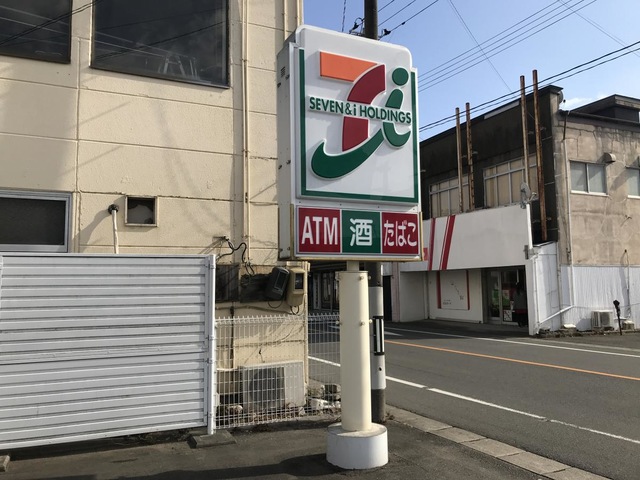 SEVEN & i HOLDINGS
ATM 酒 たばこ